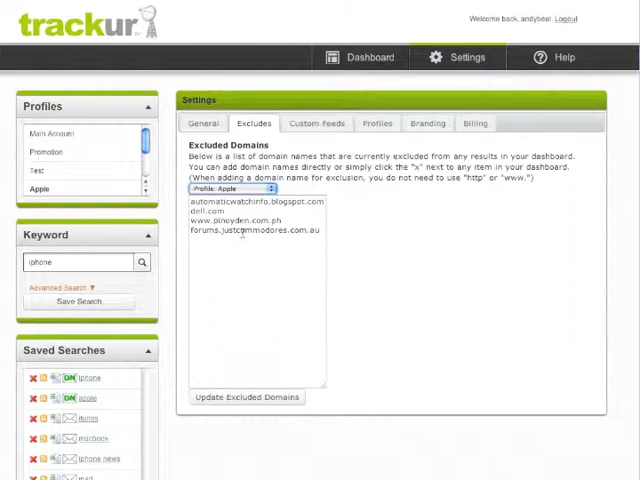 trackur
Welcome back, andybeal. Logout
Dashboard
Settings
Help
Profiles
Main Account
Promotion
Test
Apple
Keyword
iphone
Advanced Search
Save Search
Saved Searches
ON iphone
ON apple
itunes
macbook
iphone news
ipad
Settings
General
Excludes
Custom Feeds
Profiles
Branding
Billing
Excluded Domains
Below is a list of domain names that are currently excluded from any results in your dashboard.
You can add domain names directly or simply click the "x" next to any item in your dashboard.
(When adding a domain name for exclusion, you do not need to use "http" or "www.")
Profile: Apple
automaticwatchinfo.blogspot.com
dell.com
www.pinoyden.com.ph
forums.justcommodores.com.au
Update Excluded Domains